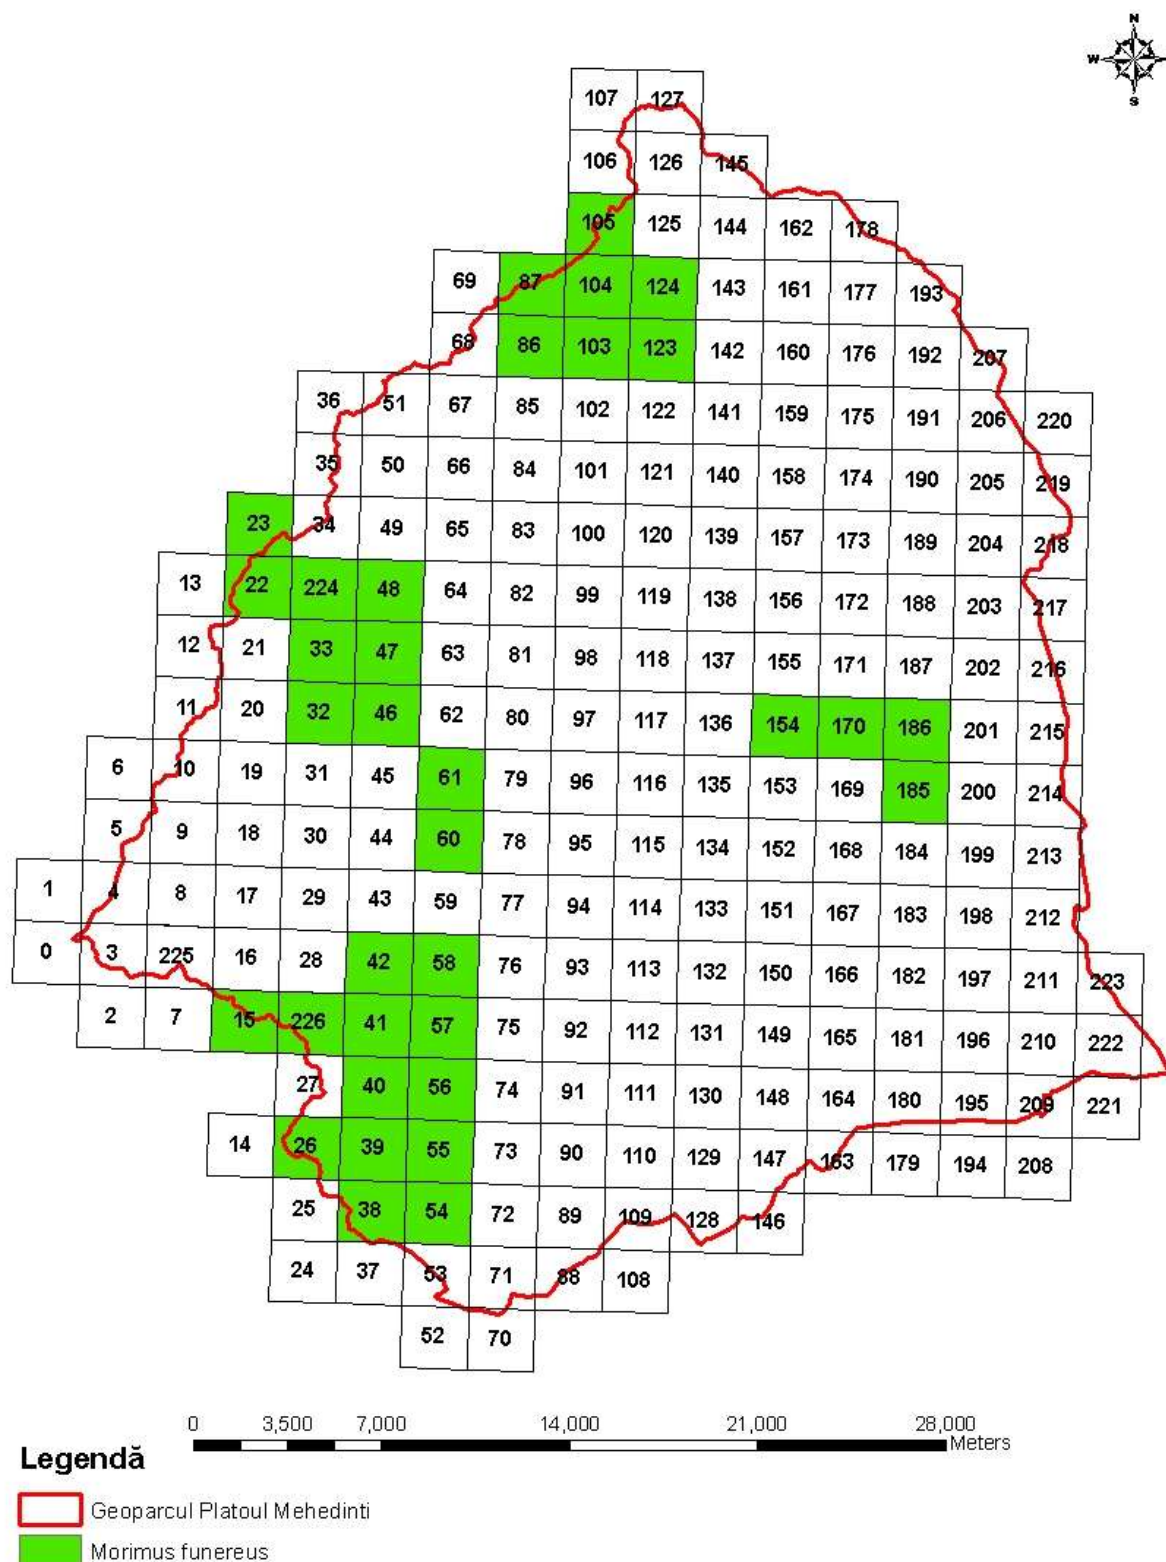 N
W
S
107 127
106 126 145
105 125 144 162 178
69 87 104 124 143 161 177 193
68 86 103 123 142 160 176 192 207
36 51 67 85 102 122 141 159 175 191 206 220
35 50 66 84 101 121 140 158 174 190 205 219
23 34 49 65 83 100 120 139 157 173 189 204 218
13 22 224 48 64 82 99 119 138 156 172 188 203 217
12 21 33 47 63 81 98 118 137 155 171 187 202 216
11 20 32 46 62 80 97 117 136 154 170 186 201 215
6 10 19 31 45 61 79 96 116 135 153 169 185 200 214
5 9 18 30 44 60 78 95 115 134 152 168 184 199 213
1 4 8 17 29 43 59 77 94 114 133 151 167 183 198 212
0 3 225 16 28 42 58 76 93 113 132 150 166 182 197 211 223
2 7 15 226 41 57 75 92 112 131 149 165 181 196 210 222
27 40 56 74 91 111 130 148 164 180 195 209 221
14 26 39 55 73 90 110 129 147 163 179 194 208
25 38 54 72 89 109 128 146
24 37 53 71 88 108
52 70
0 3,500 7,000 14,000 21,000 28,000
Meters
Legendă
Geoparcul Platoul Mehedinti
Morimus funereus